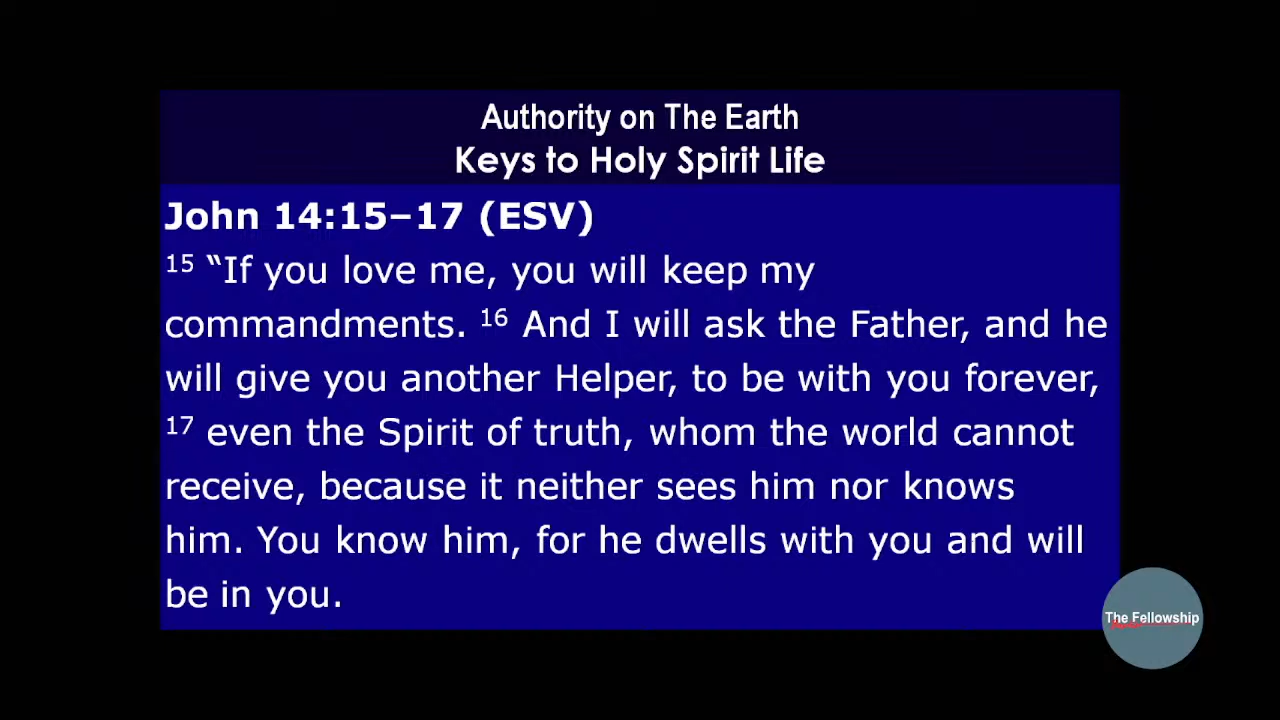 Authority on The Earth
Keys to Holy Spirit Life
John 14:15–17 (ESV)
15 “If you love me, you will keep my
commandments. 16 And I will ask the Father, and he
will give you another Helper, to be with you forever,
17 even the Spirit of truth, whom the world cannot
receive, because it neither sees him nor knows
him. You know him, for he dwells with you and will
be in you.
The Fellowship